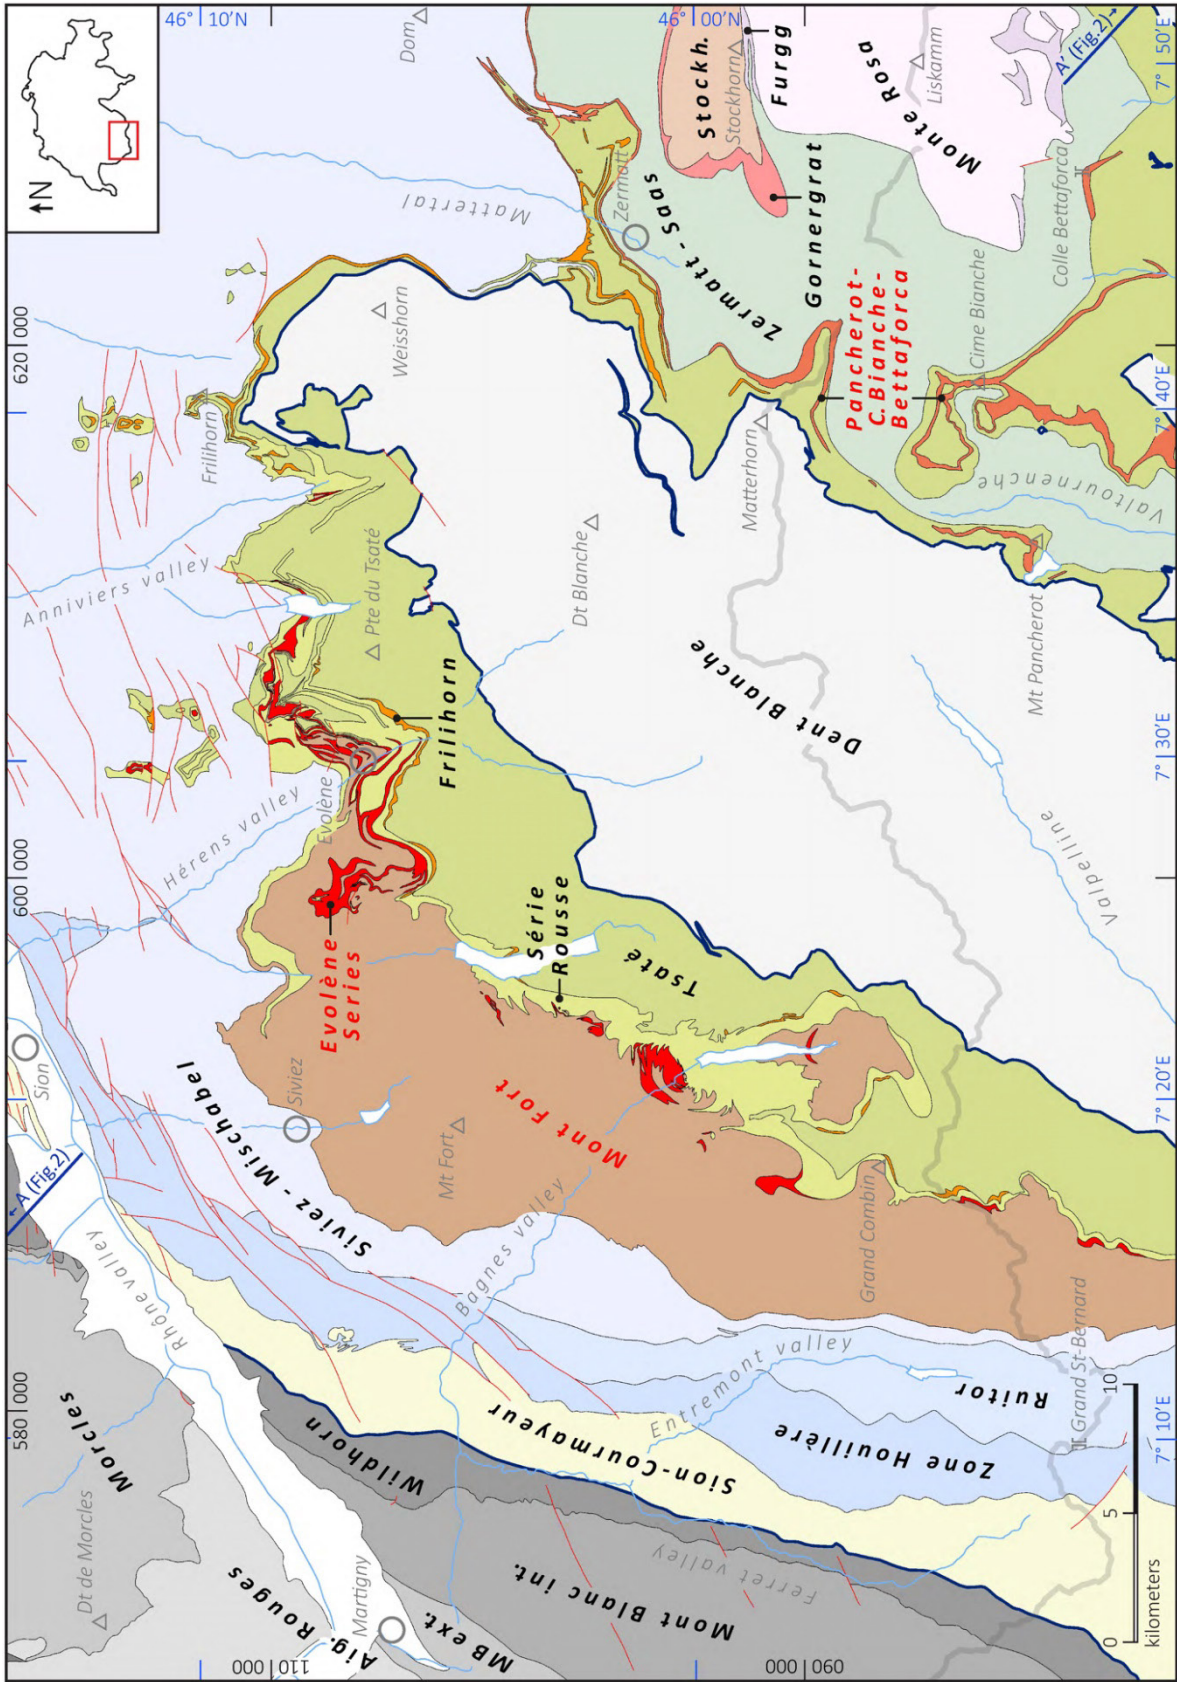 46° 10'N
46° 00'N
7° 50'E
7° 40'E
7° 30'E
7° 20'E
7° 10'E
620 000
600 000
580 000
110 000
090 000
N
A (Fig.2)
A' (Fig.2)
Dom
Mattertal
Weisshorn
Frilihorn
Zermatt
Stockh.
Stockhorn
Furgg
Monte Rosa
Liskamm
Gornergrat
Zermatt - Saas
Pancherot-
C.Bianche-
Bettaforca
Colle Bettaforca
Cime Bianche
Valtournenche
Matterhorn
Mt Pancherot
Dt Blanche
Dent Blanche
Valpelline
Anniviers valley
Pte du Tsaté
Frilihorn
Evolène
Hérens valley
Evolène
Series
Série
Rousse
Tsaté
Sion
Siviez
Siviez - Mischabel
Mt Fort
Mont Fort
Bagnes valley
Grand Combin
Rhône valley
Entremont valley
Grand St-Bernard
Ruitor
Zone Houillère
Sion-Courmayeur
Wildhorn
Morcles
Dt de Morcles
Aig. Rouges
Martigny
MB ext.
Mont Blanc int.
Ferret valley
0
5
10
kilometers